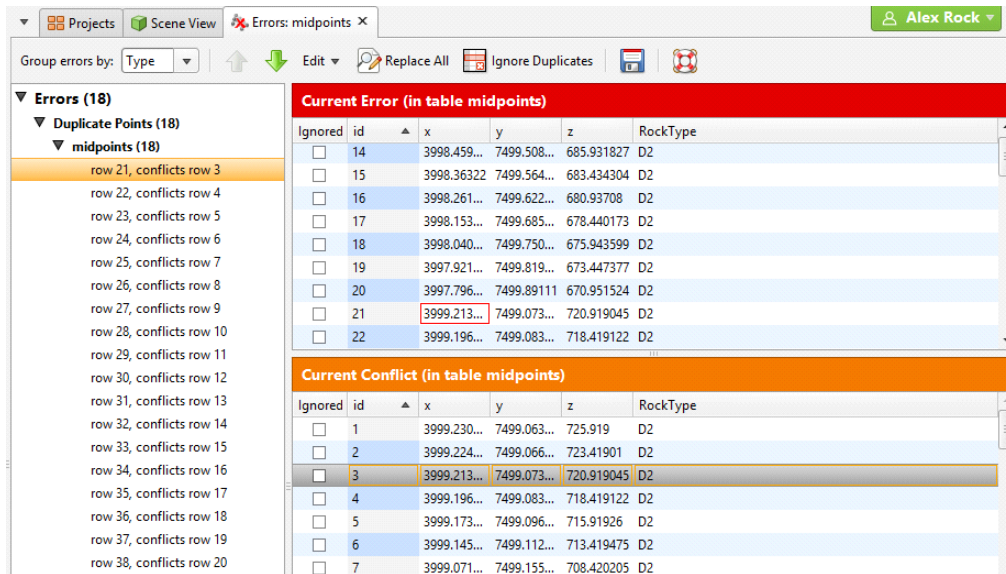 Projects Scene View Errors: midpoints Alex Rock
Group errors by: Type Edit Replace All Ignore Duplicates
Errors (18)
Duplicate Points (18)
midpoints (18)
row 21, conflicts row 3
row 22, conflicts row 4
row 23, conflicts row 5
row 24, conflicts row 6
row 25, conflicts row 7
row 26, conflicts row 8
row 27, conflicts row 9
row 28, conflicts row 10
row 29, conflicts row 11
row 30, conflicts row 12
row 31, conflicts row 13
row 32, conflicts row 14
row 33, conflicts row 15
row 34, conflicts row 16
row 35, conflicts row 17
row 36, conflicts row 18
row 37, conflicts row 19
row 38, conflicts row 20
Current Error (in table midpoints)
Ignored id x y z RockType
14 3998.459... 7499.508... 685.931827 D2
15 3998.36322 7499.564... 683.434304 D2
16 3998.261... 7499.622... 680.93708 D2
17 3998.153... 7499.685... 678.440173 D2
18 3998.040... 7499.750... 675.943599 D2
19 3997.921... 7499.819... 673.447377 D2
20 3997.796... 7499.89111 670.951524 D2
21 3999.213... 7499.073... 720.919045 D2
22 3999.196... 7499.083... 718.419122 D2
Current Conflict (in table midpoints)
Ignored id x y z RockType
1 3999.230... 7499.063... 725.919 D2
2 3999.224... 7499.066... 723.41901 D2
3 3999.213... 7499.073... 720.919045 D2
4 3999.196... 7499.083... 718.419122 D2
5 3999.173... 7499.096... 715.91926 D2
6 3999.145... 7499.112... 713.419475 D2
7 3999.071... 7499.155... 708.420205 D2